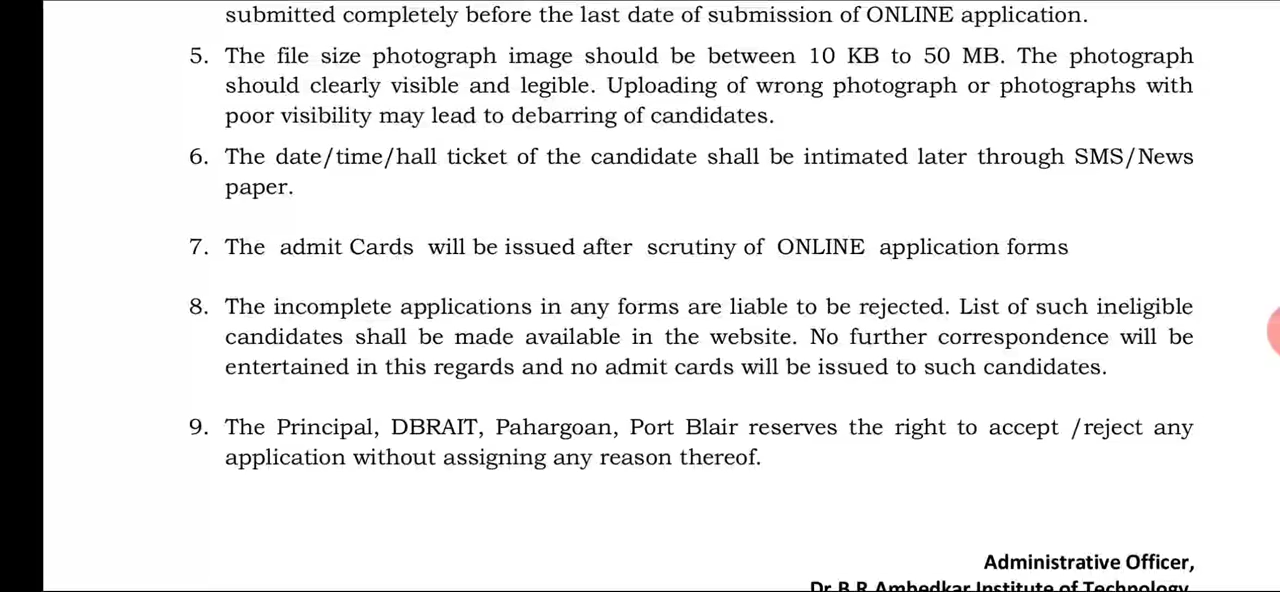 submitted completely before the last date of submission of ONLINE application.
5. The file size photograph image should be between 10 KB to 50 MB. The photograph
should clearly visible and legible. Uploading of wrong photograph or photographs with
poor visibility may lead to debarring of candidates.
6. The date/time/hall ticket of the candidate shall be intimated later through SMS/News
paper.
7. The admit Cards will be issued after scrutiny of ONLINE application forms
8. The incomplete applications in any forms are liable to be rejected. List of such ineligible
candidates shall be made available in the website. No further correspondence will be
entertained in this regards and no admit cards will be issued to such candidates.
9. The Principal, DBRAIT, Pahargoan, Port Blair reserves the right to accept /reject any
application without assigning any reason thereof.
Administrative Officer,
Dr B R Ambedkar Institute of Technology